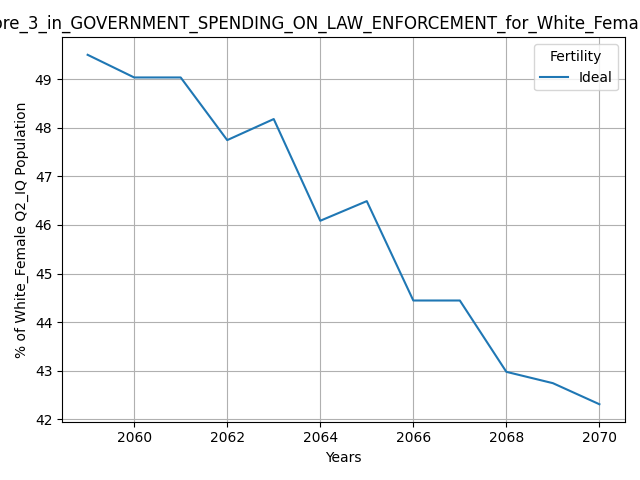 ore_3_in_GOVERNMENT_SPENDING_ON_LAW_ENFORCEMENT_for_White_Fema
Fertility
Ideal
49
48
47
46
45
44
43
42
% of White_Female Q2_IQ Population
2060 2062 2064 2066 2068 2070
Years